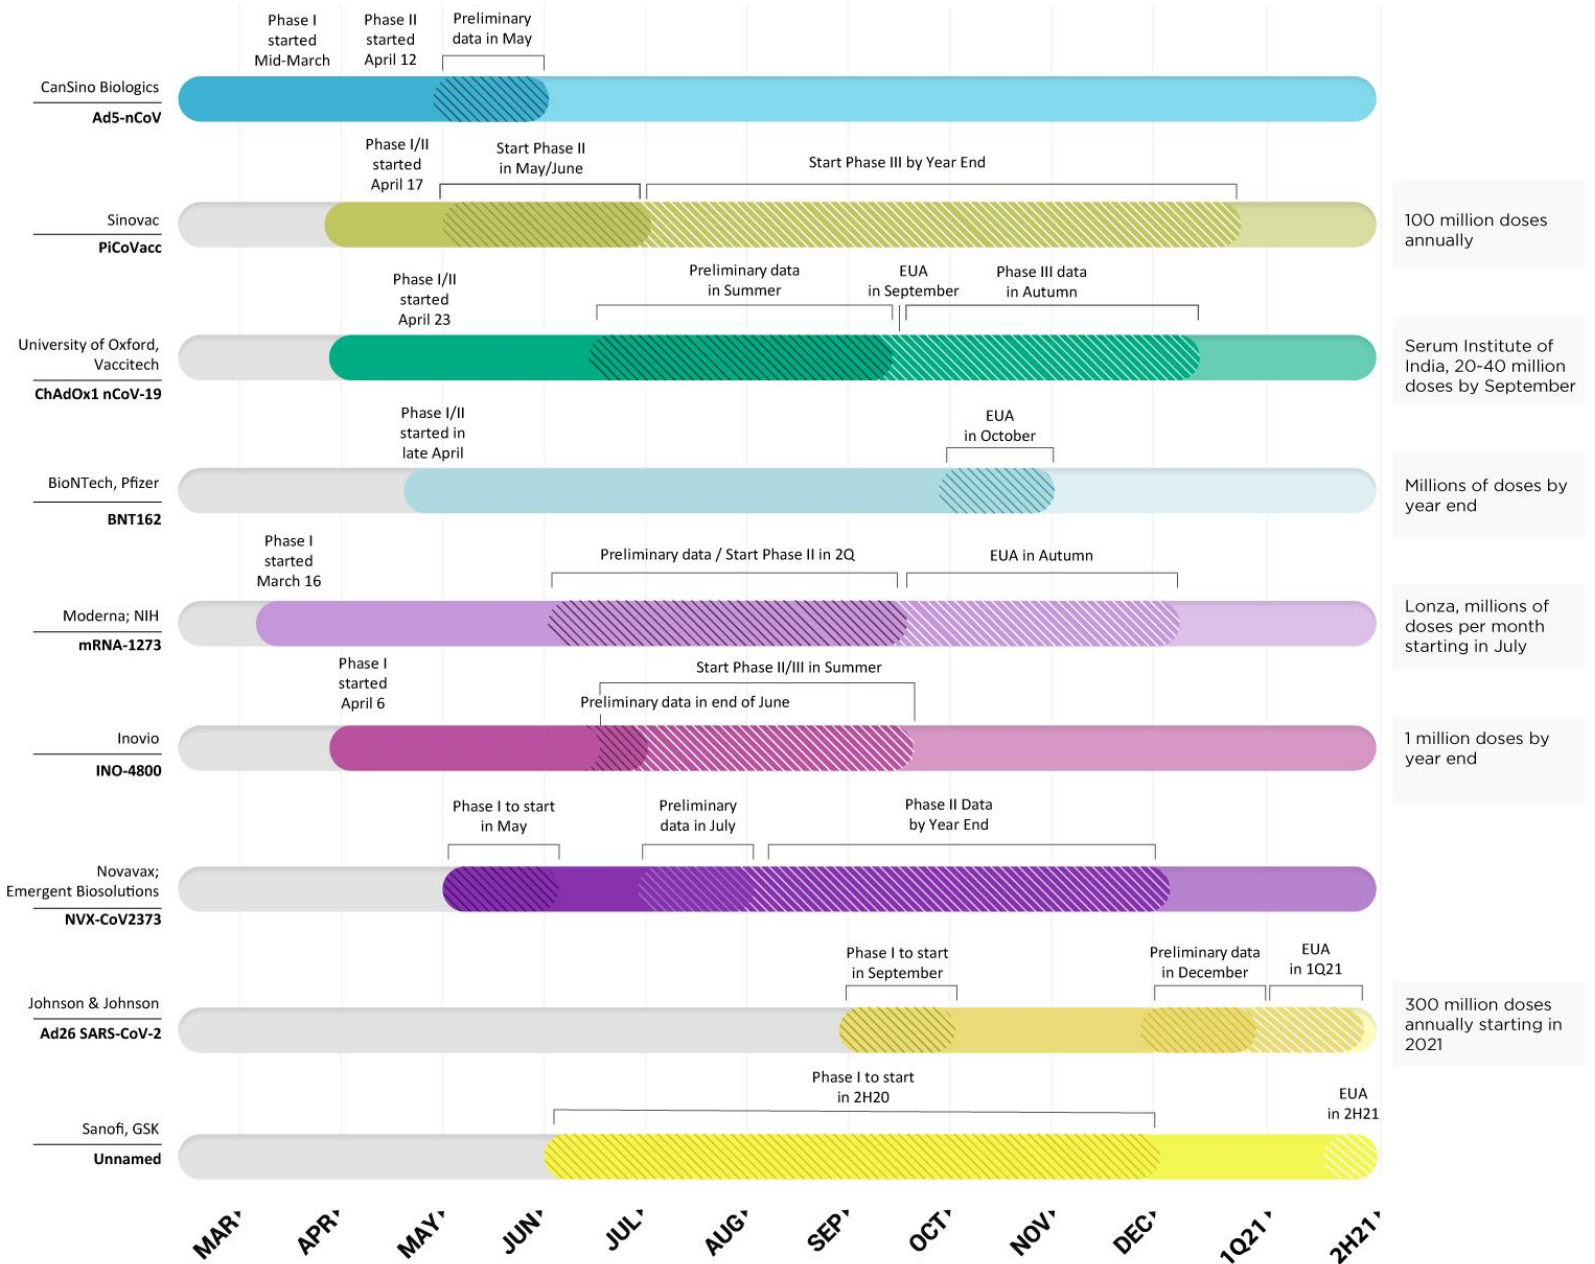 Phase I
started
Mid-March
Phase II
started
April 12
Preliminary
data in May
CanSino Biologics
Ad5-nCoV
Phase I/II
started
April 17
Start Phase II
in May/June
Start Phase III by Year End
Sinovac
PiCoVacc
100 million doses
annually
Phase I/II
started
April 23
Preliminary data
in Summer
EUA
in September
Phase III data
in Autumn
University of Oxford,
Vaccitech
ChAdOx1 nCoV-19
Serum Institute of
India, 20-40 million
doses by September
Phase I/II
started in
late April
EUA
in October
BioNTech, Pfizer
BNT162
Millions of doses by
year end
Phase I
started
March 16
Preliminary data / Start Phase II in 2Q
EUA in Autumn
Moderna; NIH
mRNA-1273
Lonza, millions of
doses per month
starting in July
Phase I
started
April 6
Start Phase II/III in Summer
Preliminary data in end of June
Inovio
INO-4800
1 million doses by
year end
Phase I to start
in May
Preliminary
data in July
Phase II Data
by Year End
Novavax;
Emergent Biosolutions
NVX-CoV2373
Phase I to start
in September
Preliminary data
in December
EUA
in 1Q21
Johnson & Johnson
Ad26 SARS-CoV-2
300 million doses
annually starting in
2021
Phase I to start
in 2H20
EUA
in 2H21
Sanofi, GSK
Unnamed
MAR
APR
MAY
JUN
JUL
AUG
SEP
OCT
NOV
DEC
1Q21
2H21